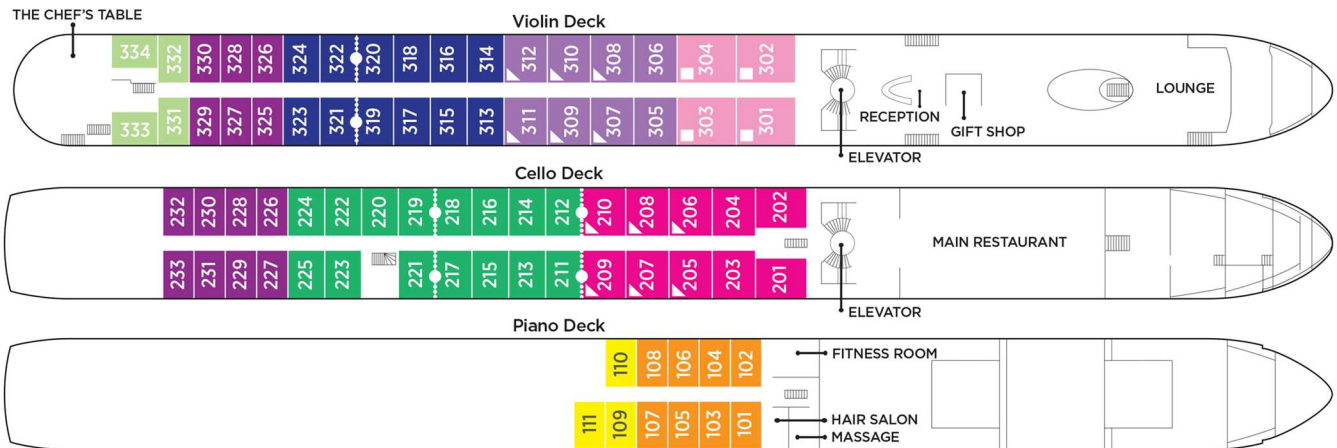 THE CHEF'S TABLE
Violin Deck
334 332 330 328 326 324 322 320 318 316 314 312 310 308 306 304 302
333 331 329 327 325 323 321 319 317 315 313 311 309 307 305 303 301
RECEPTION
GIFT SHOP
LOUNGE
ELEVATOR
Cello Deck
232 230 228 226 224 222 220 219 218 216 214 212 210 208 206 204 202
233 231 229 227 225 223 221 217 215 213 211 209 207 205 203 201
MAIN RESTAURANT
ELEVATOR
Piano Deck
110 108 106 104 102
111 109 107 105 103 101
FITNESS ROOM
HAIR SALON
MASSAGE